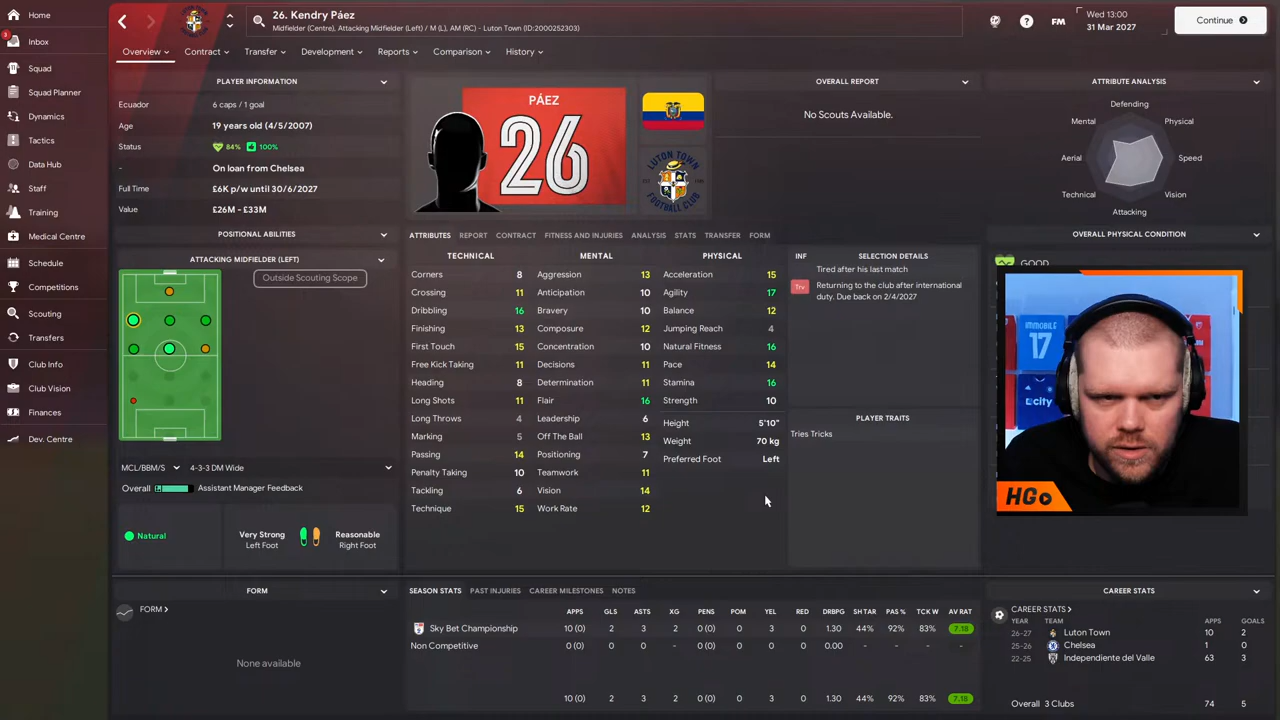 Home
3
Inbox
Squad
Squad Planner
Dynamics
Tactics
Data Hub
Staff
Training
Medical Centre
Schedule
Competitions
Scouting
Transfers
Club Info
Club Vision
Finances
Dev. Centre
26. Kendry Páez
Midfielder (Centre), Attacking Midfielder (Left) / M (L), AM (RC) - Luton Town (ID:2000252303)
?
FM
Wed 13:00
31 Mar 2027
Continue
Overview
Contract
Transfer
Development
Reports
Comparison
History
PLAYER INFORMATION
Ecuador 6 caps / 1 goal
Age 19 years old (4/5/2007)
Status 84% 100%
- On loan from Chelsea
Full Time £6K p/w until 30/6/2027
Value £26M - £33M
POSITIONAL ABILITIES
ATTACKING MIDFIELDER (LEFT)
Outside Scouting Scope
MCL/BBM/S 4-3-3 DM Wide
Overall Assistant Manager Feedback
Natural
Very Strong
Left Foot
Reasonable
Right Foot
PÁEZ
26
LUTON TOWN
FOOTBALL CLUB
OVERALL REPORT
No Scouts Available.
ATTRIBUTE ANALYSIS
Defending
Mental Physical
Aerial Speed
Technical Vision
Attacking
ATTRIBUTES REPORT CONTRACT FITNESS AND INJURIES ANALYSIS STATS TRANSFER FORM
TECHNICAL MENTAL PHYSICAL
Corners 8 Aggression 13 Acceleration 15
Crossing 11 Anticipation 10 Agility 17
Dribbling 16 Bravery 10 Balance 12
Finishing 13 Composure 12 Jumping Reach 4
First Touch 15 Concentration 10 Natural Fitness 16
Free Kick Taking 11 Decisions 11 Pace 14
Heading 8 Determination 11 Stamina 16
Long Shots 11 Flair 16 Strength 10
Long Throws 4 Leadership 6 Height 5'10"
Marking 5 Off The Ball 13 Weight 70 kg
Passing 14 Positioning 7 Preferred Foot Left
Penalty Taking 10 Teamwork 11
Tackling 6 Vision 14
Technique 15 Work Rate 12
INF SELECTION DETAILS
Tired after his last match
Trv Returning to the club after international
duty. Due back on 2/4/2027
PLAYER TRAITS
Tries Tricks
OVERALL PHYSICAL CONDITION
GOOD
IMMOBILE
17
city
HGO
FORM
FORM
None available
SEASON STATS PAST INJURIES CAREER MILESTONES NOTES
APPS GLS ASTS XG PENS POM YEL RED DRBPG SH TAR PAS % TCK W AV RAT
Sky Bet Championship 10 (0) 2 3 2 0 (0) 0 3 0 1.30 44% 92% 83% 7.18
Non Competitive 0 (0) 0 0 - 0 (0) 0 0 0 0.00 - - - -
10 (0) 2 3 2 0 (0) 0 3 0 1.30 44% 92% 83% 7.18
CAREER STATS
CAREER STATS
YEAR TEAM APPS GOALS
26-27 Luton Town 10 2
25-26 Chelsea 1 0
22-25 Independiente del Valle 63 3
Overall 3 Clubs 74 5